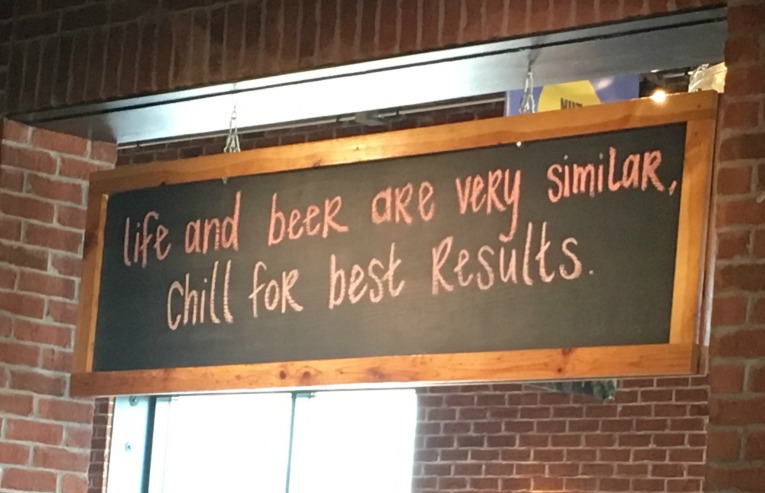 life and beer are very similar,
Chill for best Results.